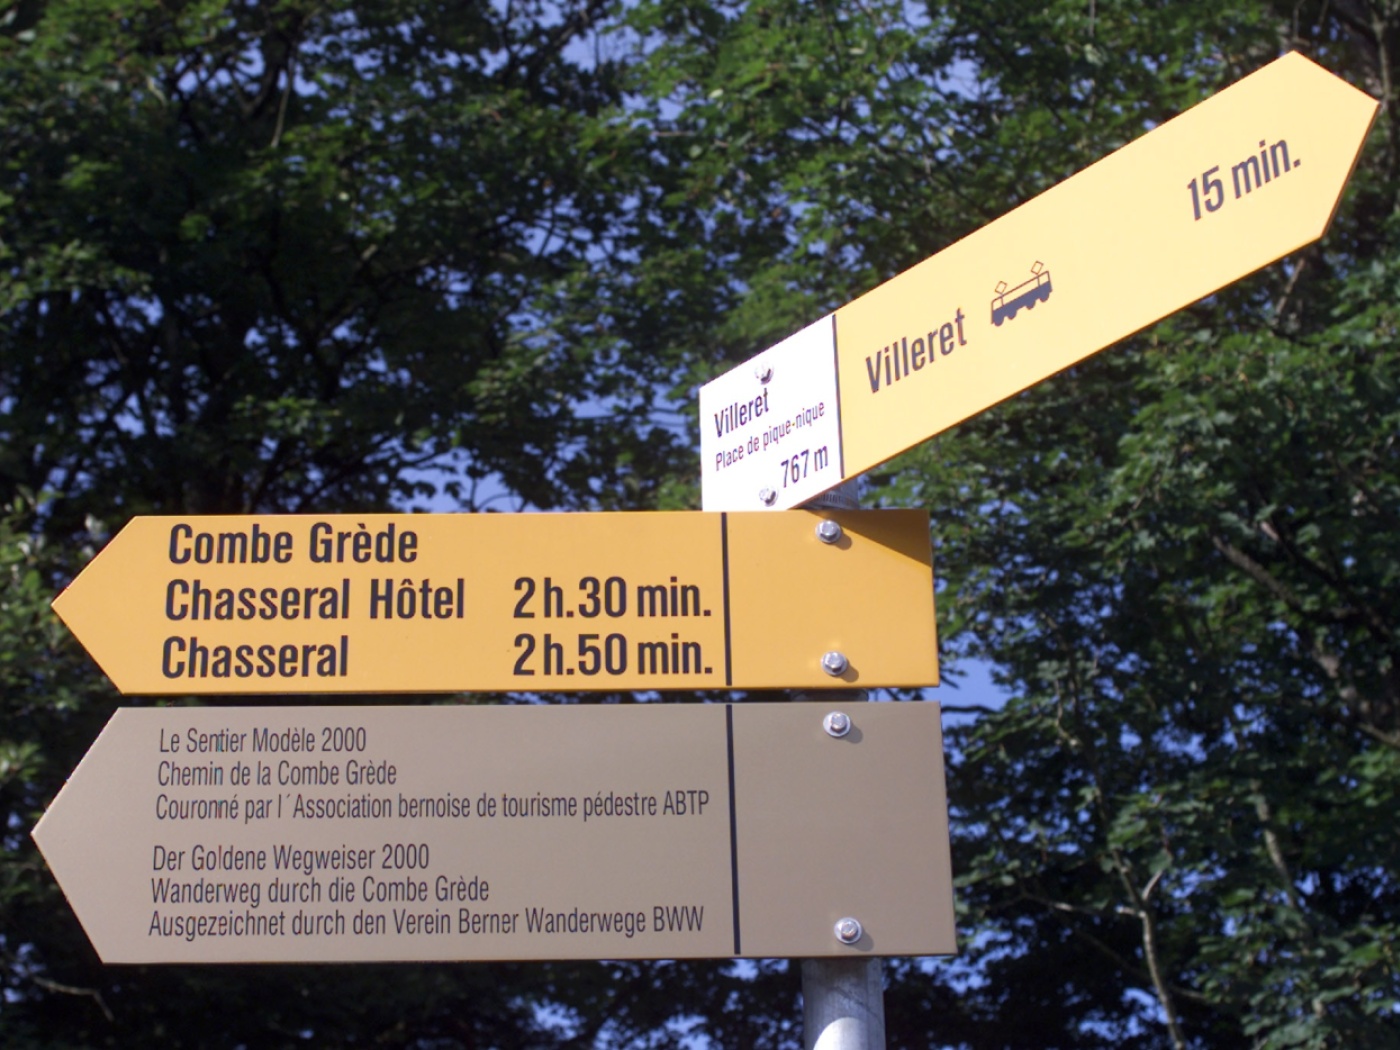 Villeret 15 min.
Villeret
Place de pique-nique
767 m
Combe Grède
Chasseral Hôtel 2 h. 30 min.
Chasseral 2 h. 50 min.
Le Sentier Modèle 2000
Chemin de la Combe Grède
Couronné par l´Association bernoise de tourisme pédestre ABTP
Der Goldene Wegweiser 2000
Wanderweg durch die Combe Grède
Ausgezeichnet durch den Verein Berner Wanderwege BWW